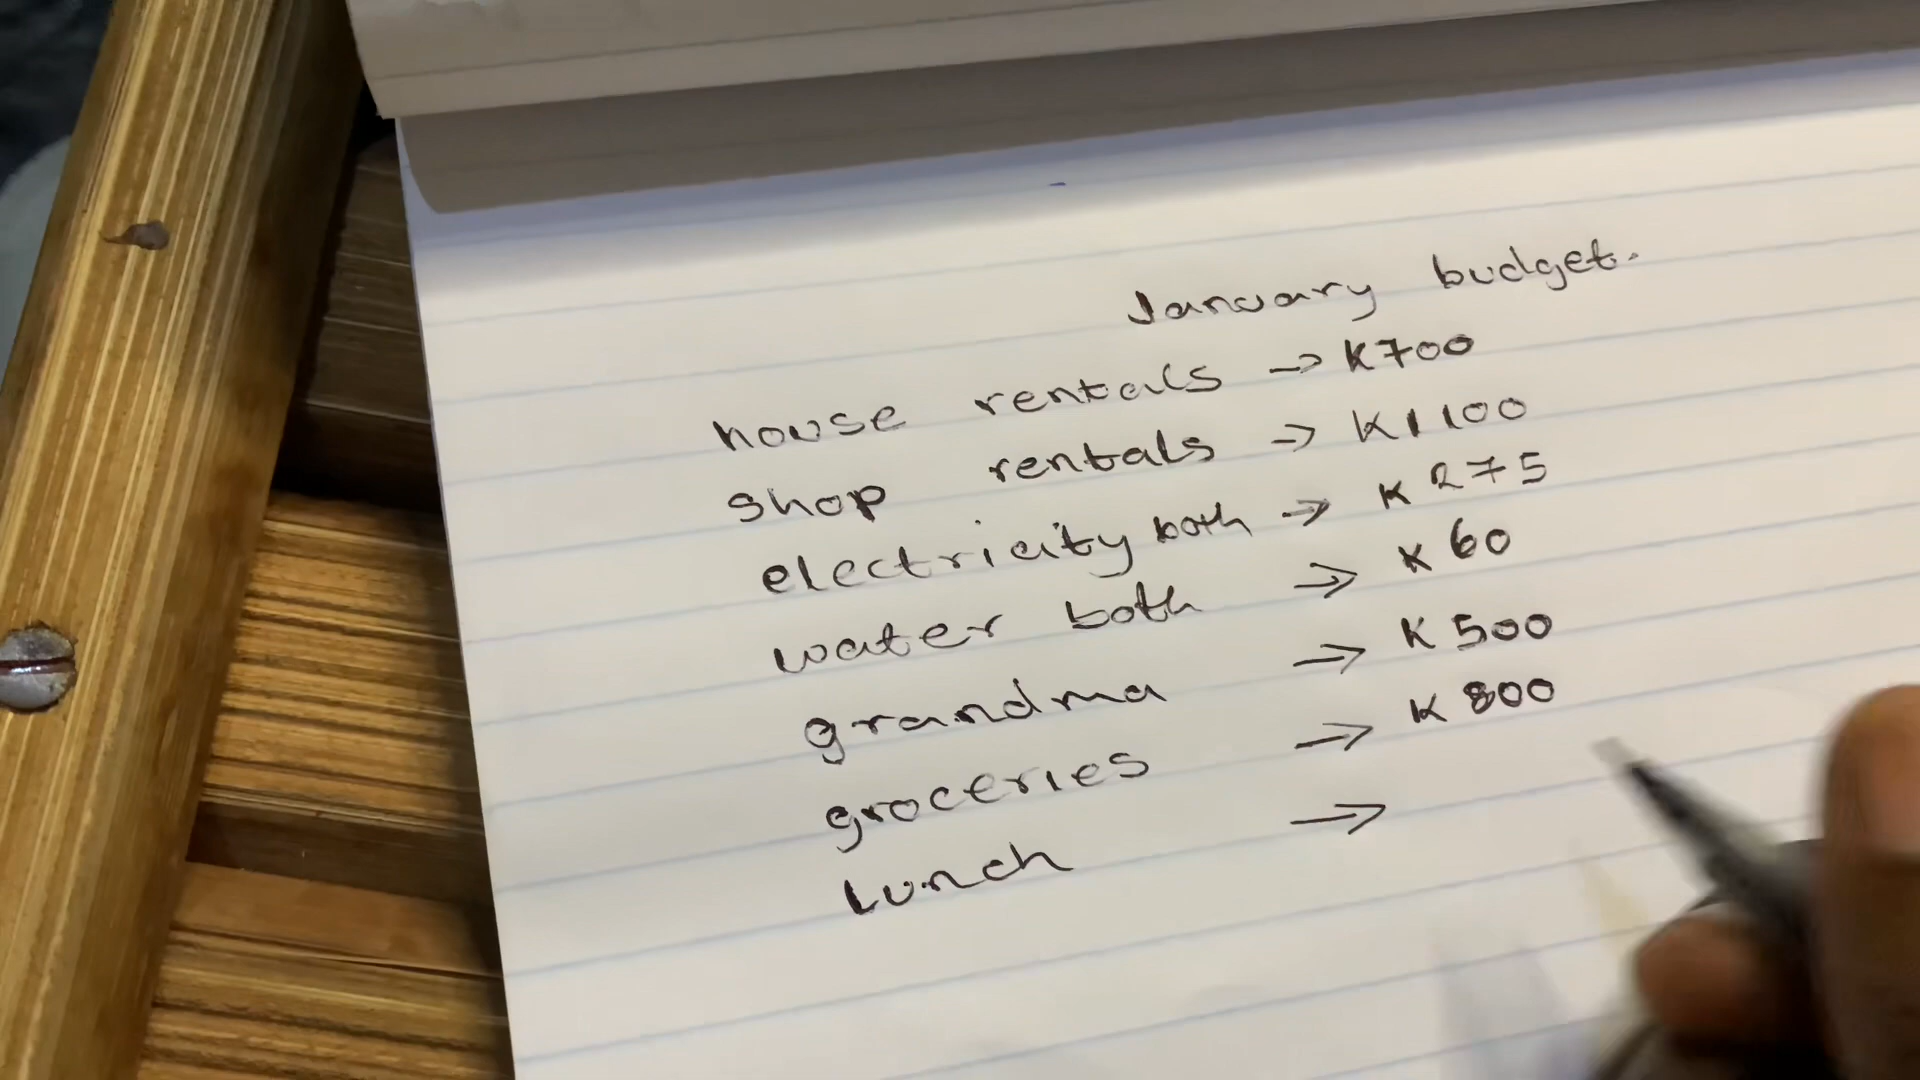 January budget.
house rentals -> K700
shop rentals -> K1100
electricity both -> K275
water both -> K60
grandma -> K500
groceries -> K800
Lunch ->